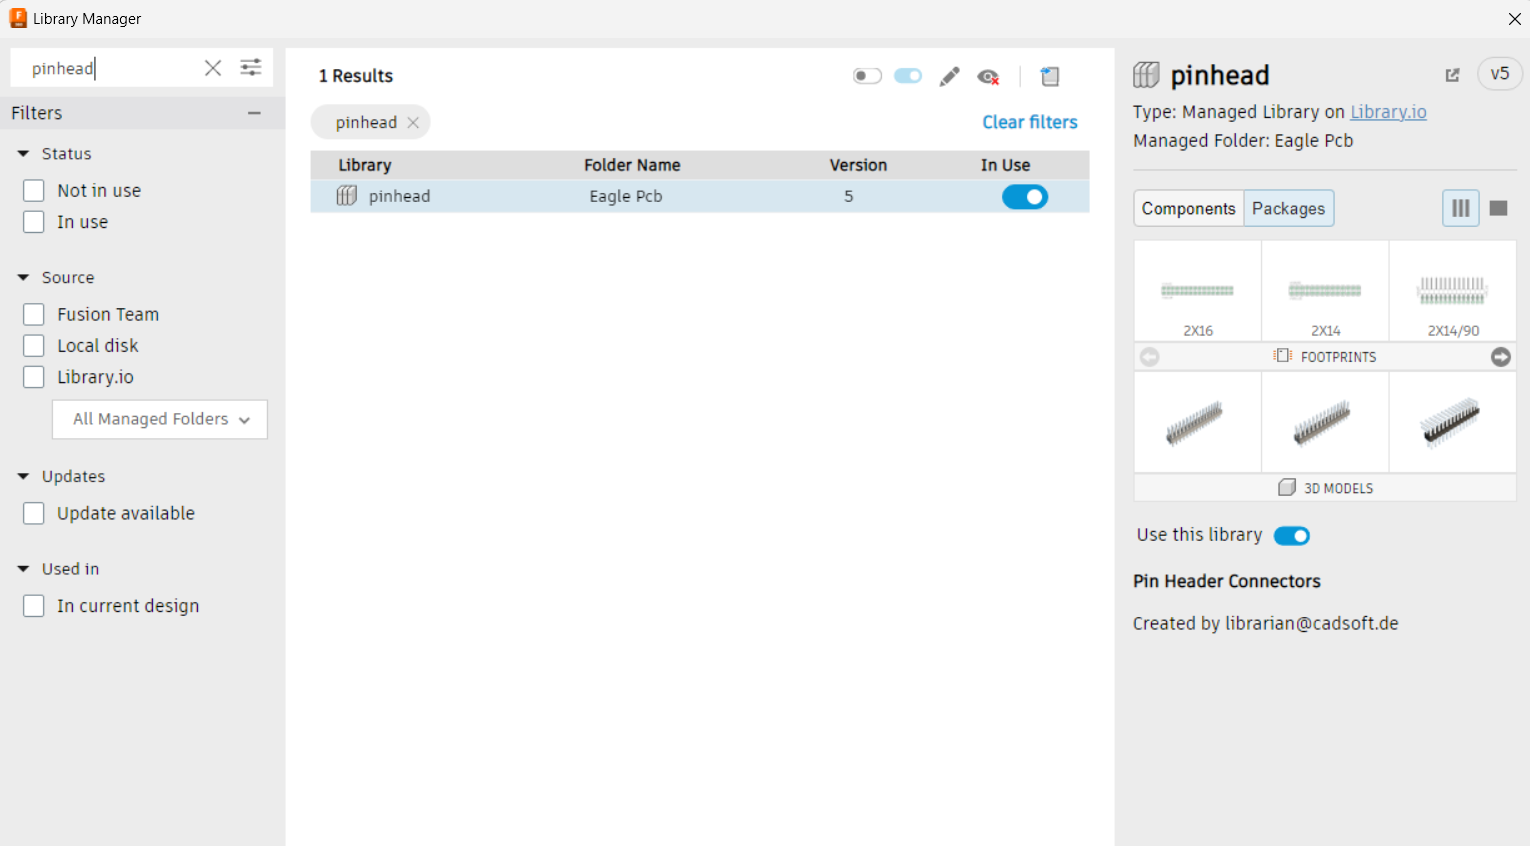 Library Manager
pinhead
Filters
Status
Not in use
In use
Source
Fusion Team
Local disk
Library.io
All Managed Folders
Updates
Update available
Used in
In current design
1 Results
pinhead
Clear filters
Library Folder Name Version In Use
pinhead Eagle Pcb 5
pinhead v5
Type: Managed Library on Library.io
Managed Folder: Eagle Pcb
Components Packages
2X16 2X14 2X14/90
FOOTPRINTS
3D MODELS
Use this library
Pin Header Connectors
Created by librarian@cadsoft.de